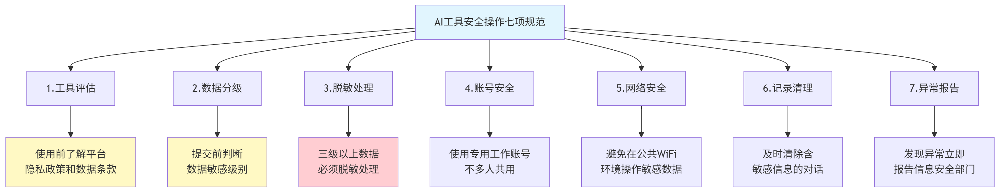 AI工具安全操作七项规范
1.工具评估
2.数据分级
3.脱敏处理
4.账号安全
5.网络安全
6.记录清理
7.异常报告
使用前了解平台
隐私政策和数据条款
提交前判断
数据敏感级别
三级以上数据
必须脱敏处理
使用专用工作账号
不多人共用
避免在公共WiFi
环境操作敏感数据
及时清除含
敏感信息的对话
发现异常立即
报告信息安全部门